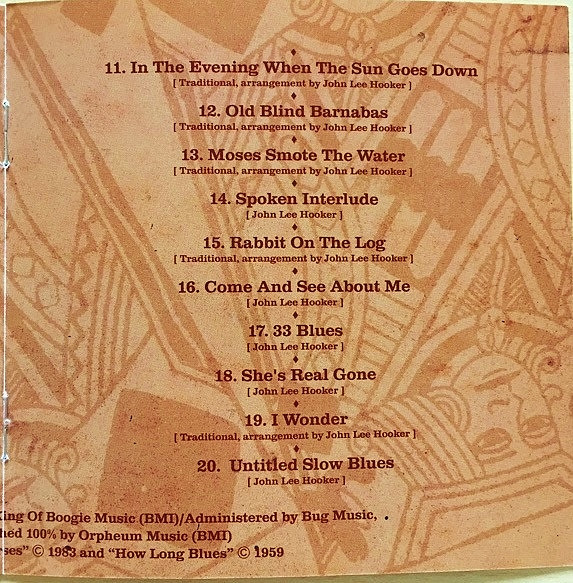 11. In The Evening When The Sun Goes Down
[ Traditional, arrangement by John Lee Hooker ]
12. Old Blind Barnabas
[ Traditional, arrangement by John Lee Hooker ]
13. Moses Smote The Water
[ Traditional, arrangement by John Lee Hooker ]
14. Spoken Interlude
[ John Lee Hooker ]
15. Rabbit On The Log
[ Traditional, arrangement by John Lee Hooker ]
16. Come And See About Me
[ John Lee Hooker ]
17. 33 Blues
[ John Lee Hooker ]
18. She's Real Gone
[ John Lee Hooker ]
19. I Wonder
[ Traditional, arrangement by John Lee Hooker ]
20. Untitled Slow Blues
[ John Lee Hooker ]
King Of Boogie Music (BMI)/Administered by Bug Music,
hed 100% by Orpheum Music (BMI)
ses" © 1983 and "How Long Blues" © 1959